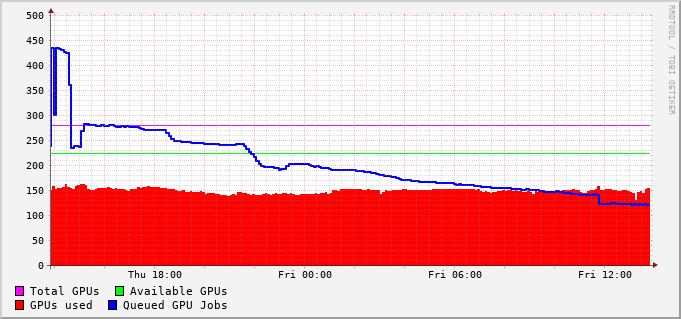 500
450
400
350
300
250
200
150
100
50
0
Thu 18:00 Fri 00:00 Fri 06:00 Fri 12:00
Total GPUs Available GPUs
GPUs used Queued GPU Jobs
RRDTOOL / TOBI OETIKER